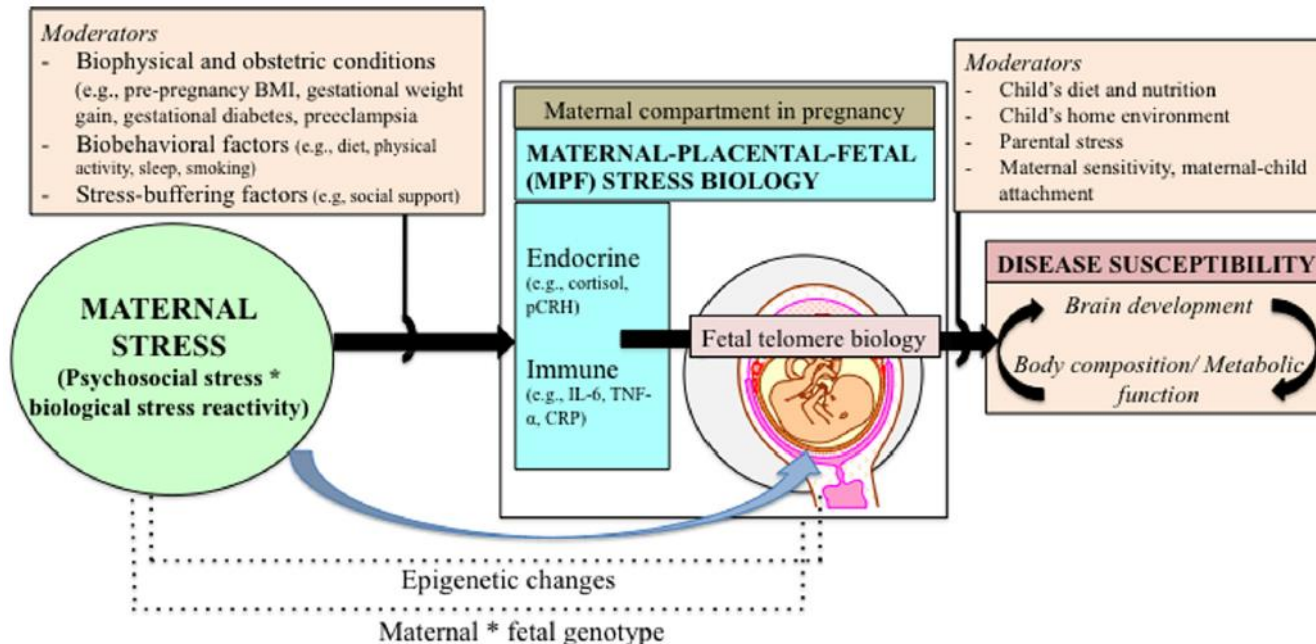 Moderators
- Biophysical and obstetric conditions
(e.g., pre-pregnancy BMI, gestational weight
gain, gestational diabetes, preeclampsia
- Biobehavioral factors (e.g., diet, physical
activity, sleep, smoking)
- Stress-buffering factors (e.g, social support)
MATERNAL
STRESS
(Psychosocial stress *
biological stress reactivity)
Maternal compartment in pregnancy
MATERNAL-PLACENTAL-FETAL
(MPF) STRESS BIOLOGY
Endocrine
(e.g., cortisol,
pCRH)
Immune
(e.g., IL-6, TNF-
α, CRP)
Fetal telomere biology
Moderators
- Child's diet and nutrition
- Child's home environment
- Parental stress
- Maternal sensitivity, maternal-child
attachment
DISEASE SUSCEPTIBILITY
Brain development
Body composition/ Metabolic
function
Epigenetic changes
Maternal * fetal genotype